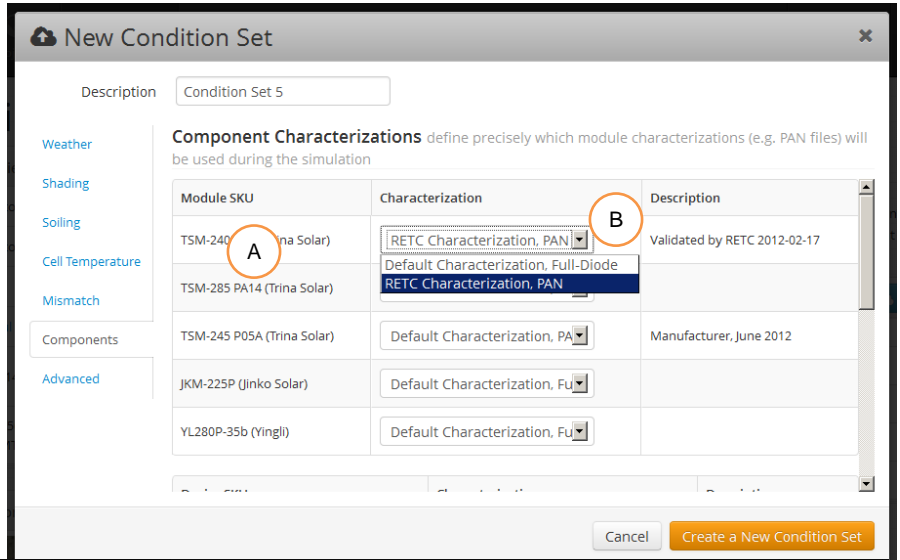 New Condition Set
Description
Condition Set 5
Weather
Shading
Soiling
Cell Temperature
Mismatch
Components
Advanced
Component Characterizations define precisely which module characterizations (e.g. PAN files) will
be used during the simulation
Module SKU Characterization Description
TSM-240 A ina Solar) RETC Characterization, PAN B Validated by RETC 2012-02-17
Default Characterization, Full-Diode
RETC Characterization, PAN
TSM-285 PA14 (Trina Solar)
TSM-245 P05A (Trina Solar) Default Characterization, PA Manufacturer, June 2012
JKM-225P (Jinko Solar) Default Characterization, Fu
YL280P-35b (Yingli) Default Characterization, Fu
Cancel
Create a New Condition Set